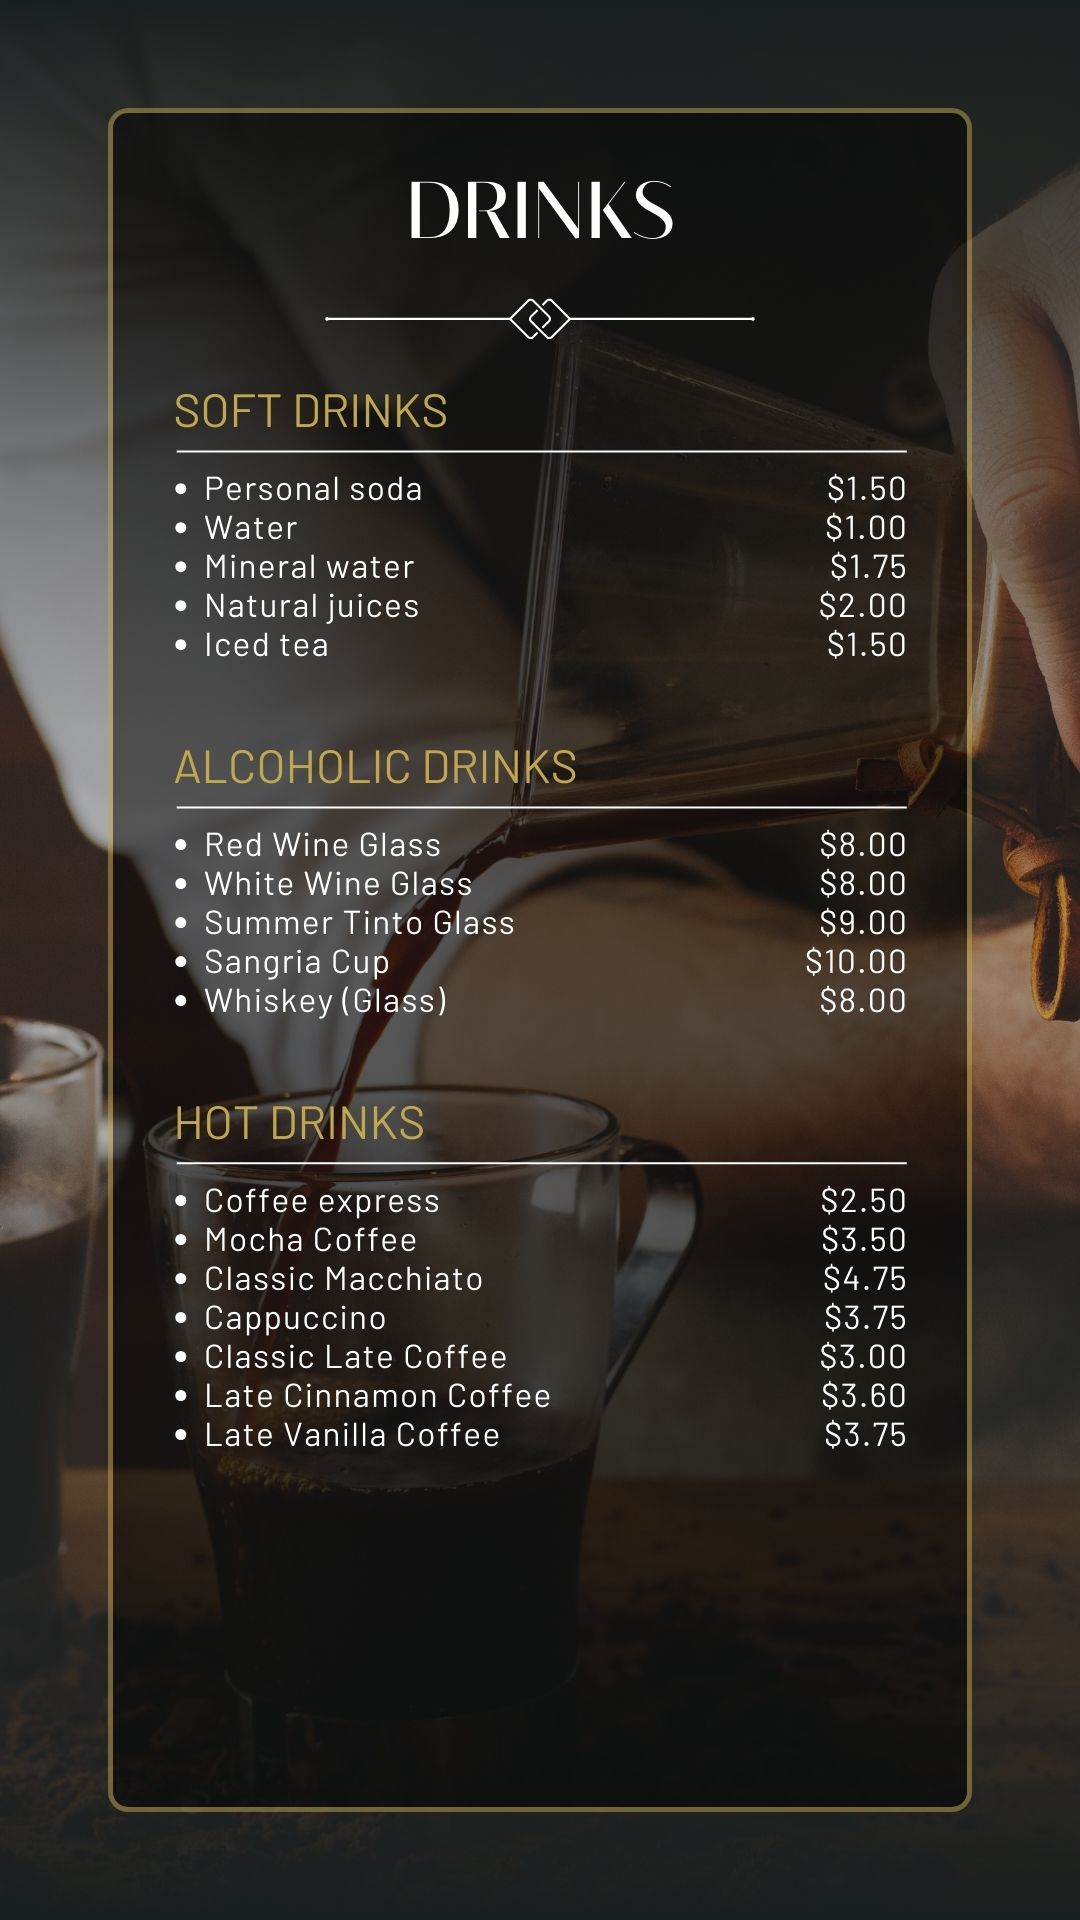 DRINKS
SOFT DRINKS
• Personal soda $1.50
• Water $1.00
• Mineral water $1.75
• Natural juices $2.00
• Iced tea $1.50
ALCOHOLIC DRINKS
• Red Wine Glass $8.00
• White Wine Glass $8.00
• Summer Tinto Glass $9.00
• Sangria Cup $10.00
• Whiskey (Glass) $8.00
HOT DRINKS
• Coffee express $2.50
• Mocha Coffee $3.50
• Classic Macchiato $4.75
• Cappuccino $3.75
• Classic Late Coffee $3.00
• Late Cinnamon Coffee $3.60
• Late Vanilla Coffee $3.75